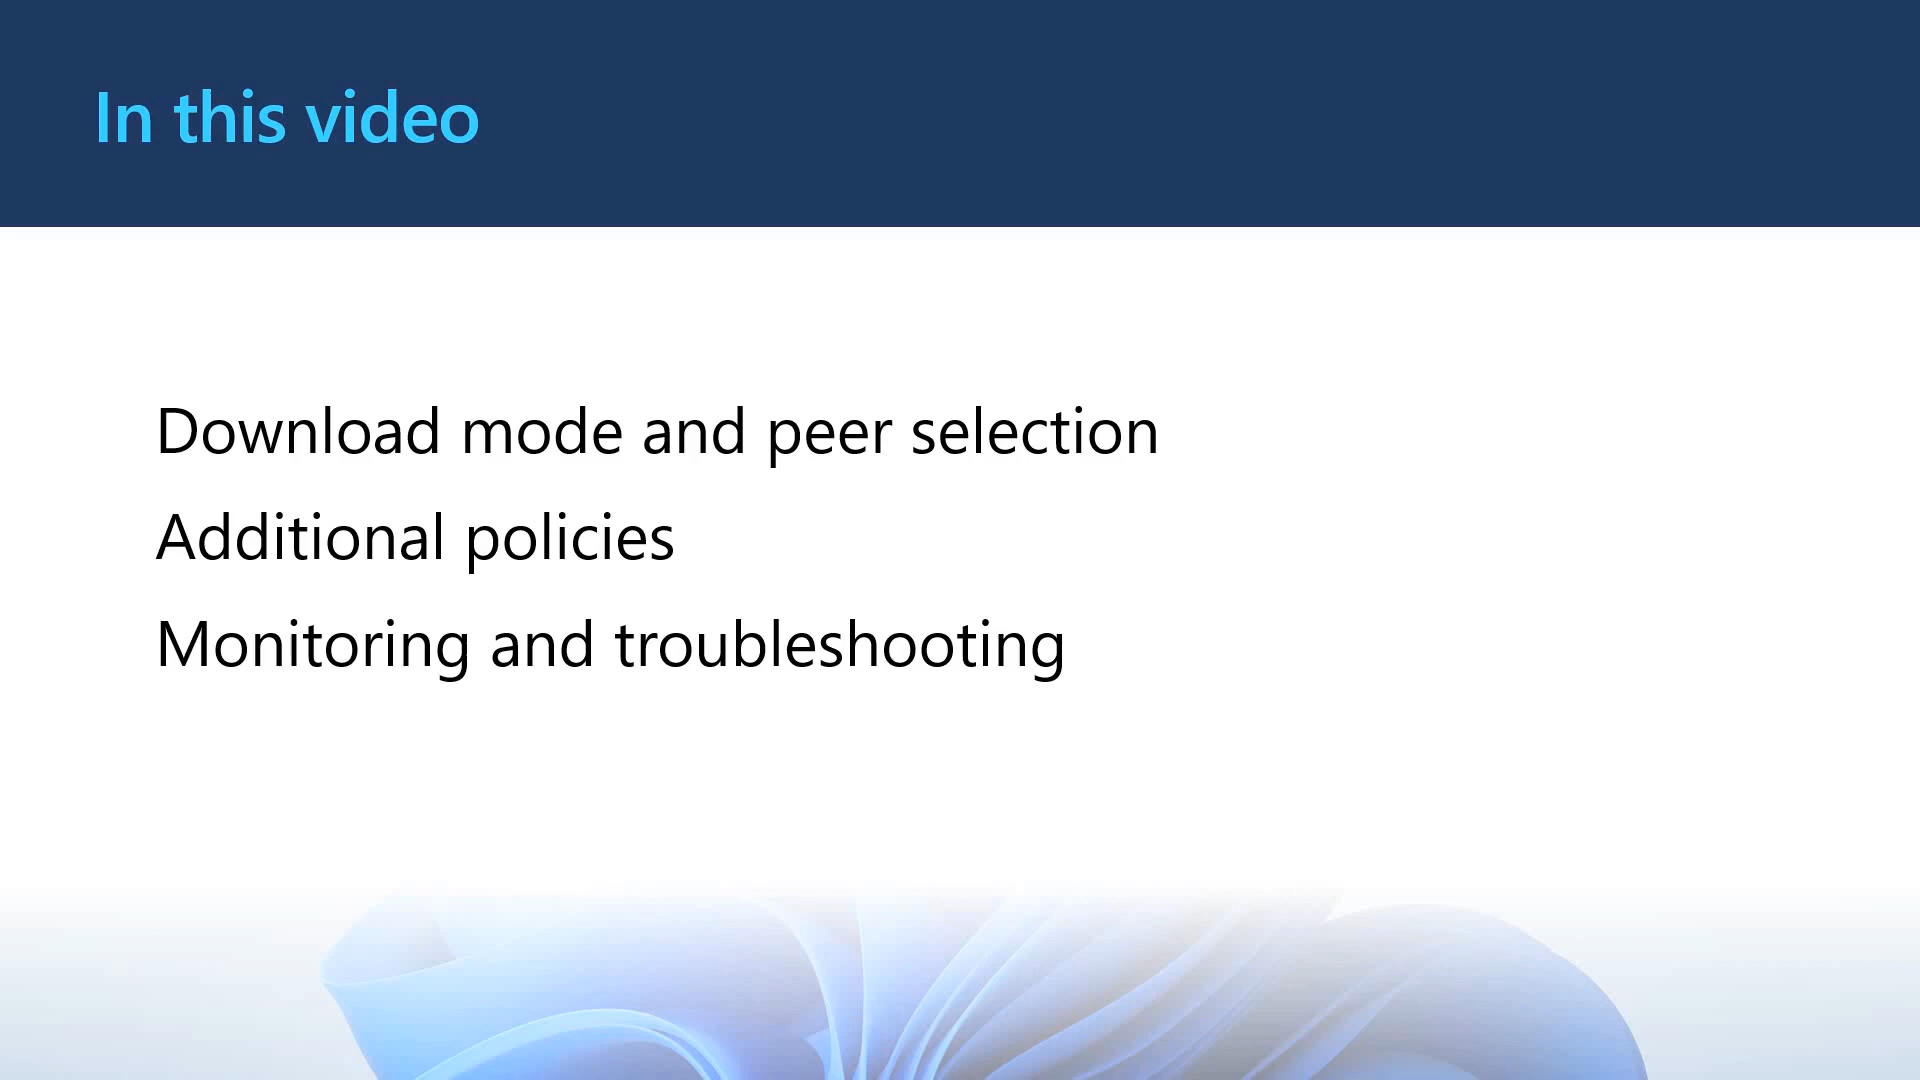 In this video
Download mode and peer selection
Additional policies
Monitoring and troubleshooting